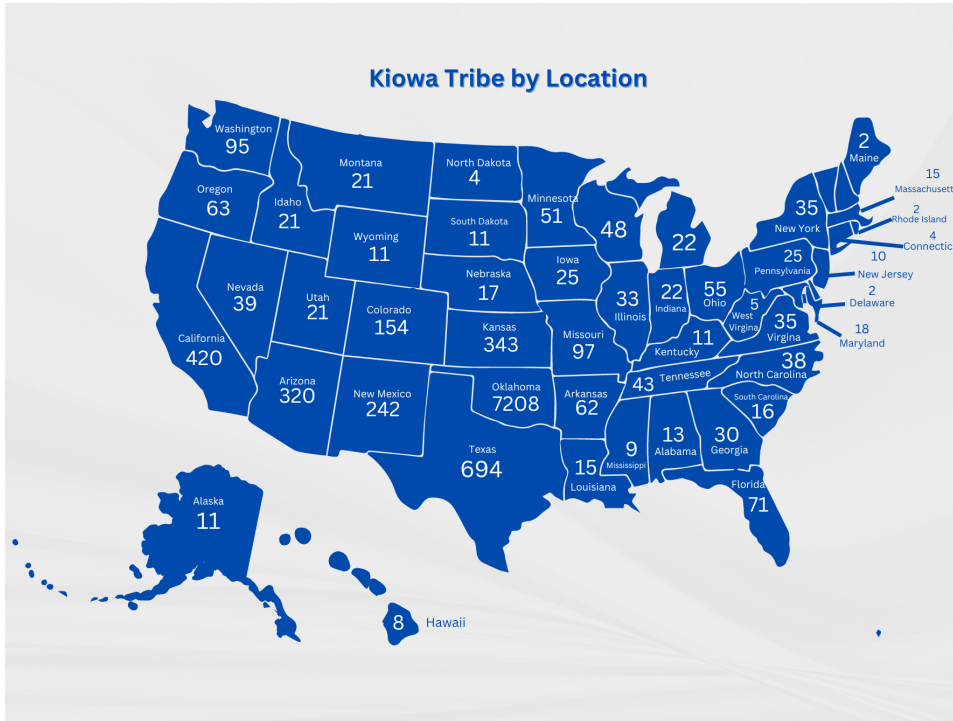 Kiowa Tribe by Location
Washington
95
Oregon
63
Idaho
21
Montana
21
North Dakota
4
Minnesota
51
48
22
2
Maine
15
Massachusett
2
Rhode Island
4
Connectic
10
New Jersey
2
Delaware
18
Maryland
35
New York
25
Pennsylvania
Wyoming
11
South Dakota
11
Nebraska
17
Iowa
25
33
Illinois
22
Indiana
55
Ohio
5
West
Virgina
35
Virgina
Nevada
39
Utah
21
Colorado
154
Kansas
343
Missouri
97
11
Kentucky
California
420
Arizona
320
New Mexico
242
Oklahoma
7208
Arkansas
62
43 Tennessee
38
North Carolina
South Carolina
16
Texas
694
15
Louisiana
9
Mississippi
13
Alabama
30
Georgia
Florida
71
Alaska
11
8 Hawaii